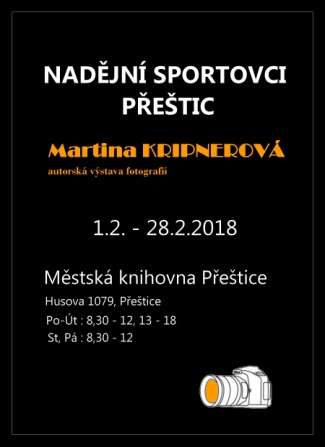 NADĚJNÍ SPORTOVCI
PŘEŠTIC
Martina KRIPNEROVÁ
autorská výstava fotografií
1.2. - 28.2.2018
Městská knihovna Přeštice
Husova 1079, Přeštice
Po-Út : 8,30 - 12, 13 - 18
St, Pá : 8,30 - 12